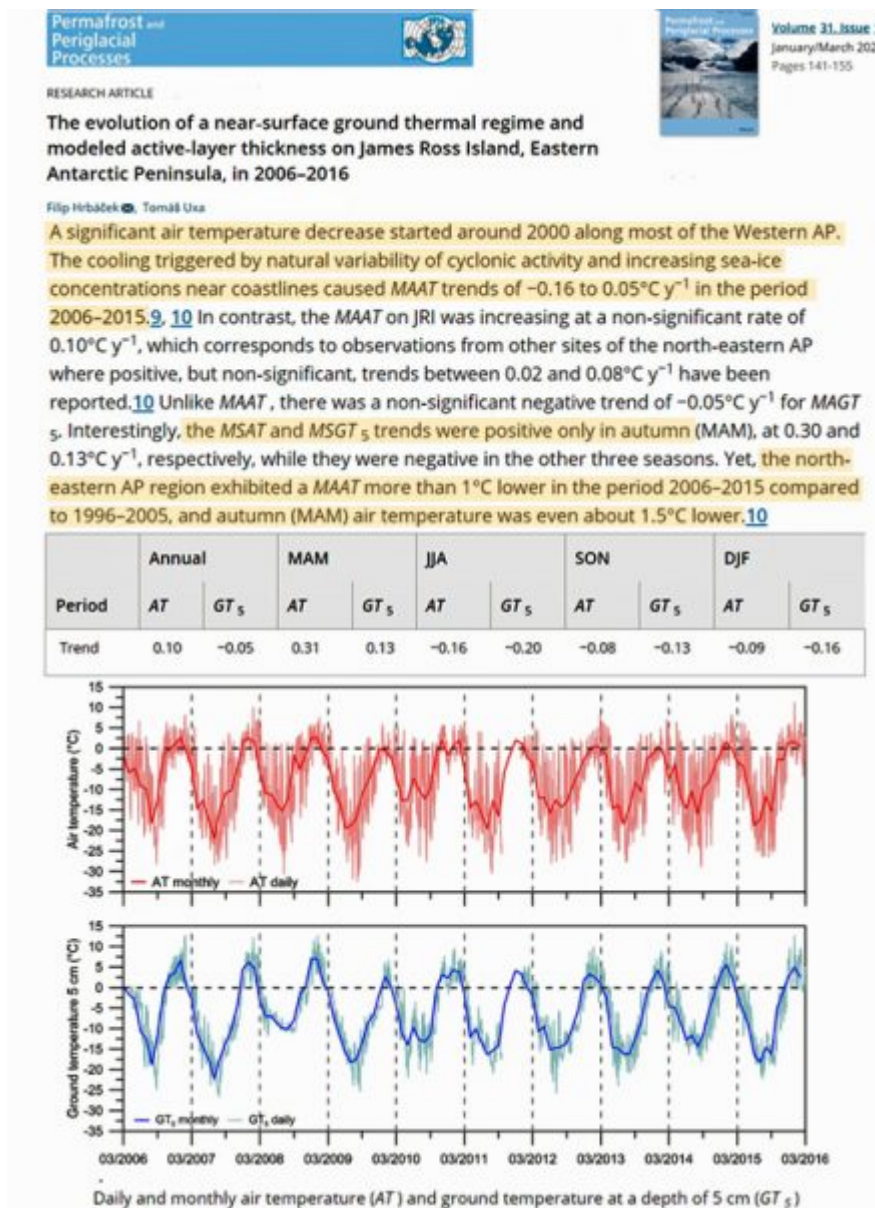 Permafrost and
Periglacial
Processes
Volume 31, Issue
January/March 202
Pages 141-155
RESEARCH ARTICLE
The evolution of a near-surface ground thermal regime and
modeled active-layer thickness on James Ross Island, Eastern
Antarctic Peninsula, in 2006–2016
Filip Hrbáček, Tomáš Uxa
A significant air temperature decrease started around 2000 along most of the Western AP.
The cooling triggered by natural variability of cyclonic activity and increasing sea-ice
concentrations near coastlines caused MAAT trends of −0.16 to 0.05°C y⁻¹ in the period
2006–2015.9, 10 In contrast, the MAAT on JRI was increasing at a non-significant rate of
0.10°C y⁻¹, which corresponds to observations from other sites of the north-eastern AP
where positive, but non-significant, trends between 0.02 and 0.08°C y⁻¹ have been
reported.10 Unlike MAAT, there was a non-significant negative trend of −0.05°C y⁻¹ for MAGT
5. Interestingly, the MSAT and MSGT 5 trends were positive only in autumn (MAM), at 0.30 and
0.13°C y⁻¹, respectively, while they were negative in the other three seasons. Yet, the north-
eastern AP region exhibited a MAAT more than 1°C lower in the period 2006–2015 compared
to 1996–2005, and autumn (MAM) air temperature was even about 1.5°C lower.10
Annual MAM JJA SON DJF
Period AT GT 5 AT GT 5 AT GT 5 AT GT 5 AT GT 5
Trend 0.10 −0.05 0.31 0.13 −0.16 −0.20 −0.08 −0.13 −0.09 −0.16
Air temperature (°C)
15
10
5
0
-5
-10
-15
-20
-25
-30
-35
AT monthly AT daily
Ground temperature 5 cm (°C)
15
10
5
0
-5
-10
-15
-20
-25
-30
-35
GT5 monthly GT5 daily
03/2006 03/2007 03/2008 03/2009 03/2010 03/2011 03/2012 03/2013 03/2014 03/2015 03/2016
Daily and monthly air temperature (AT) and ground temperature at a depth of 5 cm (GT 5)